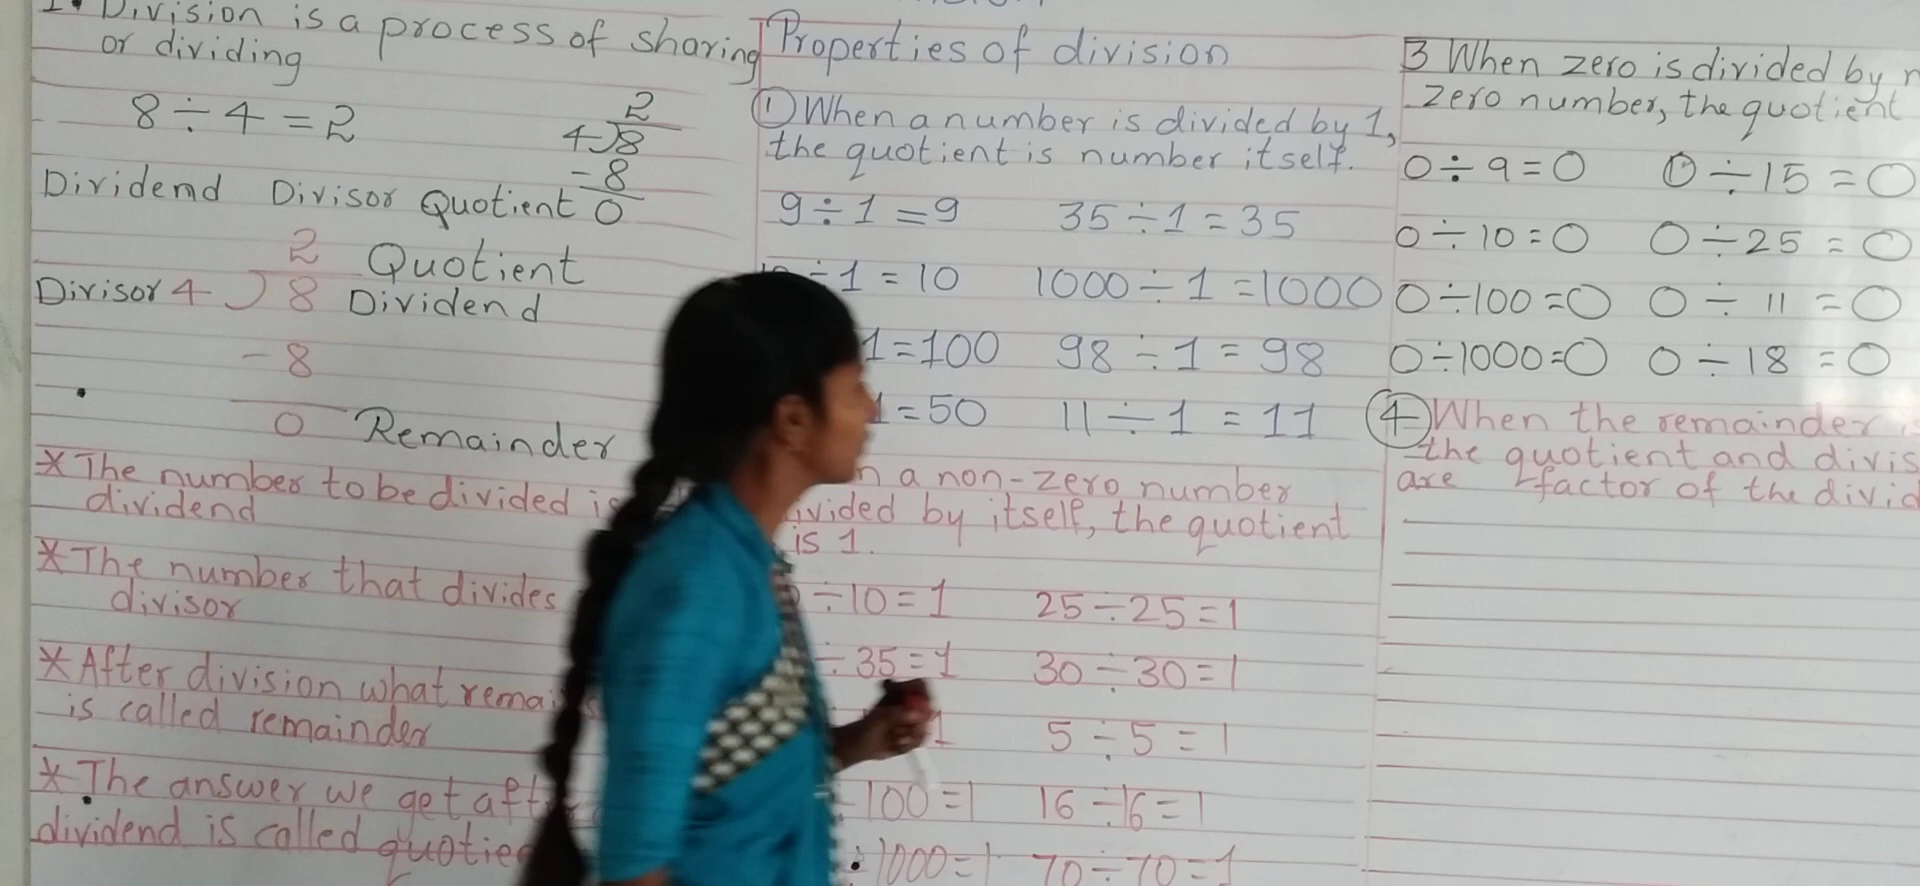 1. Division is a process of sharing
or dividing
8 ÷ 4 = 2
2
4)8
-8
0
Dividend Divisor Quotient
2 Quotient
Divisor 4)8 Dividend
-8
0 Remainder
* The number to be divided is
dividend
* The number that divides
divisor
* After division what
is called remainder
* The answer we get
dividend is called
Properties of division
① When a number is divided by 1,
the quotient is number itself.
9 ÷ 1 = 9 35 ÷ 1 = 35
÷ 1 = 10 1000 ÷ 1 = 1000
1 = 100 98 ÷ 1 = 98
1 = 50 11 ÷ 1 = 11
a non-zero number
by itself, the quotient
is 1.
÷ 10 = 1 25 ÷ 25 = 1
÷ 35 = 1 30 ÷ 30 = 1
1 5 ÷ 5 = 1
100 = 1 16 ÷ 16 = 1
÷ 1000 = 1 70 ÷ 70 = 1
3 When zero is divided by
zero number, the quotient
0 ÷ 9 = 0 0 ÷ 15 = 0
0 ÷ 10 = 0 0 ÷ 25 = 0
0 ÷ 100 = 0 0 ÷ 11 = 0
0 ÷ 1000 = 0 0 ÷ 18 = 0
④ When the remainder
the quotient and
are factor of the